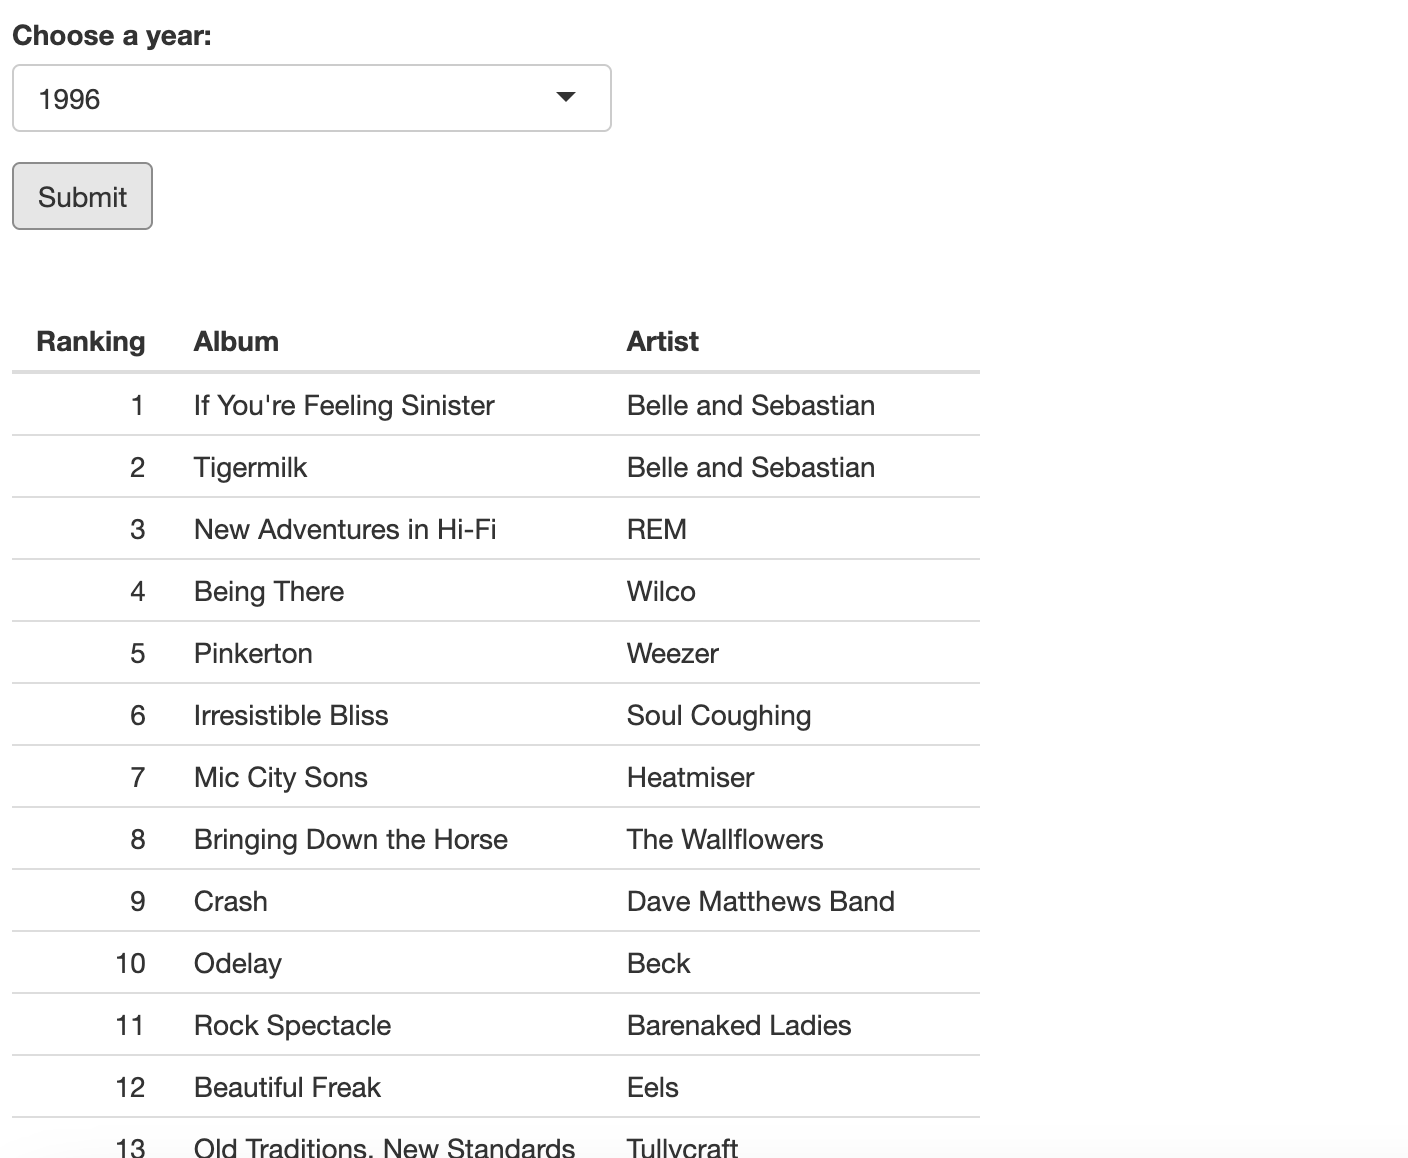 Choose a year:
1996
Submit
Ranking Album Artist
1 If You're Feeling Sinister Belle and Sebastian
2 Tigermilk Belle and Sebastian
3 New Adventures in Hi-Fi REM
4 Being There Wilco
5 Pinkerton Weezer
6 Irresistible Bliss Soul Coughing
7 Mic City Sons Heatmiser
8 Bringing Down the Horse The Wallflowers
9 Crash Dave Matthews Band
10 Odelay Beck
11 Rock Spectacle Barenaked Ladies
12 Beautiful Freak Eels
13 Old Traditions, New Standards Tullycraft